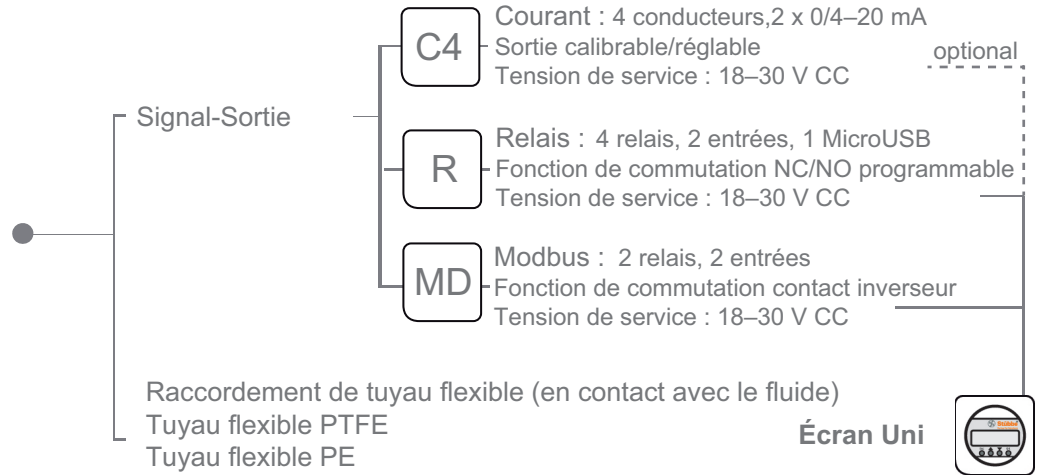 C4
Courant : 4 conducteurs,2 x 0/4–20 mA
Sortie calibrable/réglable
Tension de service : 18–30 V CC
optional
Signal-Sortie
R
Relais : 4 relais, 2 entrées, 1 MicroUSB
Fonction de commutation NC/NO programmable
Tension de service : 18–30 V CC
MD
Modbus : 2 relais, 2 entrées
Fonction de commutation contact inverseur
Tension de service : 18–30 V CC
Raccordement de tuyau flexible (en contact avec le fluide)
Tuyau flexible PTFE
Tuyau flexible PE
Écran Uni
Stübbe